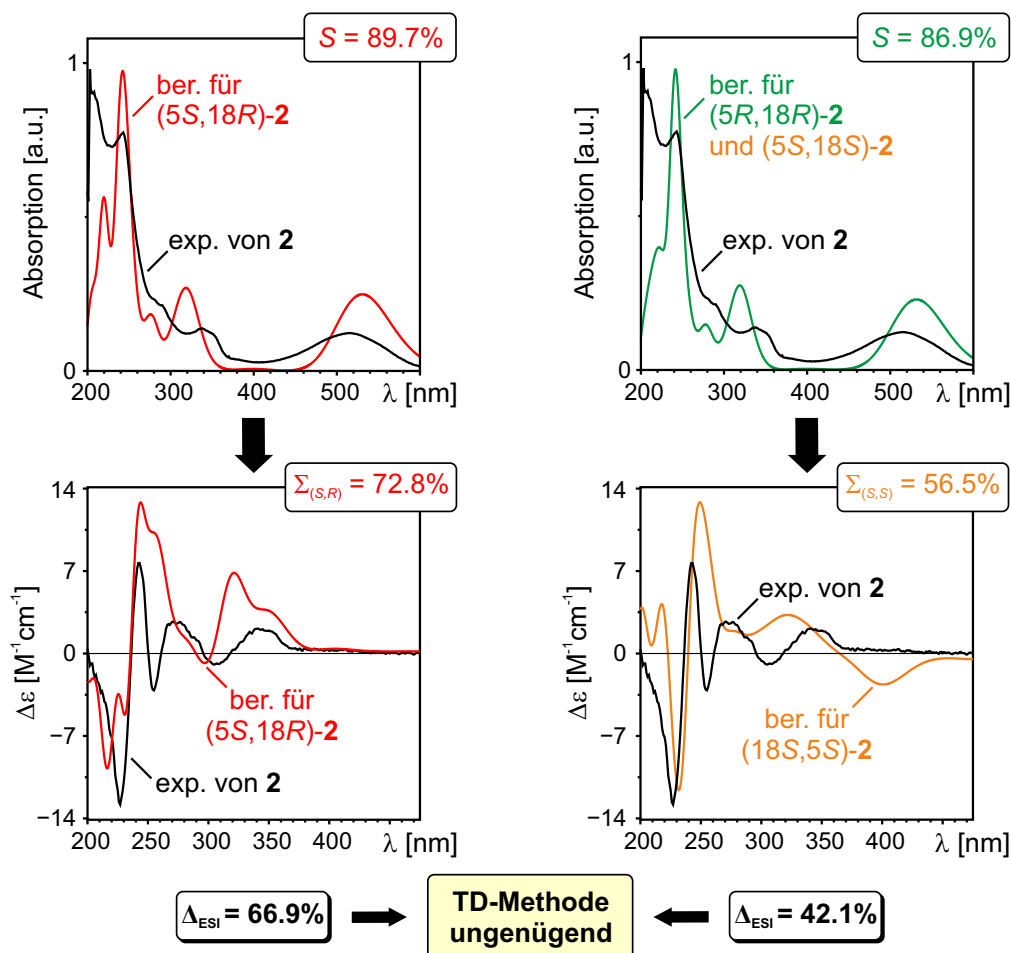 S = 89.7%
1
ber. für
(5S,18R)-2
exp. von 2
Absorption [a.u.]
0
200 300 400 500 λ [nm]
S = 86.9%
1
ber. für
(5R,18R)-2
und (5S,18S)-2
exp. von 2
Absorption [a.u.]
0
200 300 400 500 λ [nm]
Σ(S,R) = 72.8%
14
7
0
−7
−14
Δε [M⁻¹cm⁻¹]
ber. für
(5S,18R)-2
exp. von 2
200 250 300 350 400 λ [nm]
Σ(S,S) = 56.5%
14
7
0
−7
−14
Δε [M⁻¹cm⁻¹]
exp. von 2
ber. für
(18S,5S)-2
200 250 300 350 400 λ [nm]
ΔESI = 66.9%
TD-Methode
ungenügend
ΔESI = 42.1%